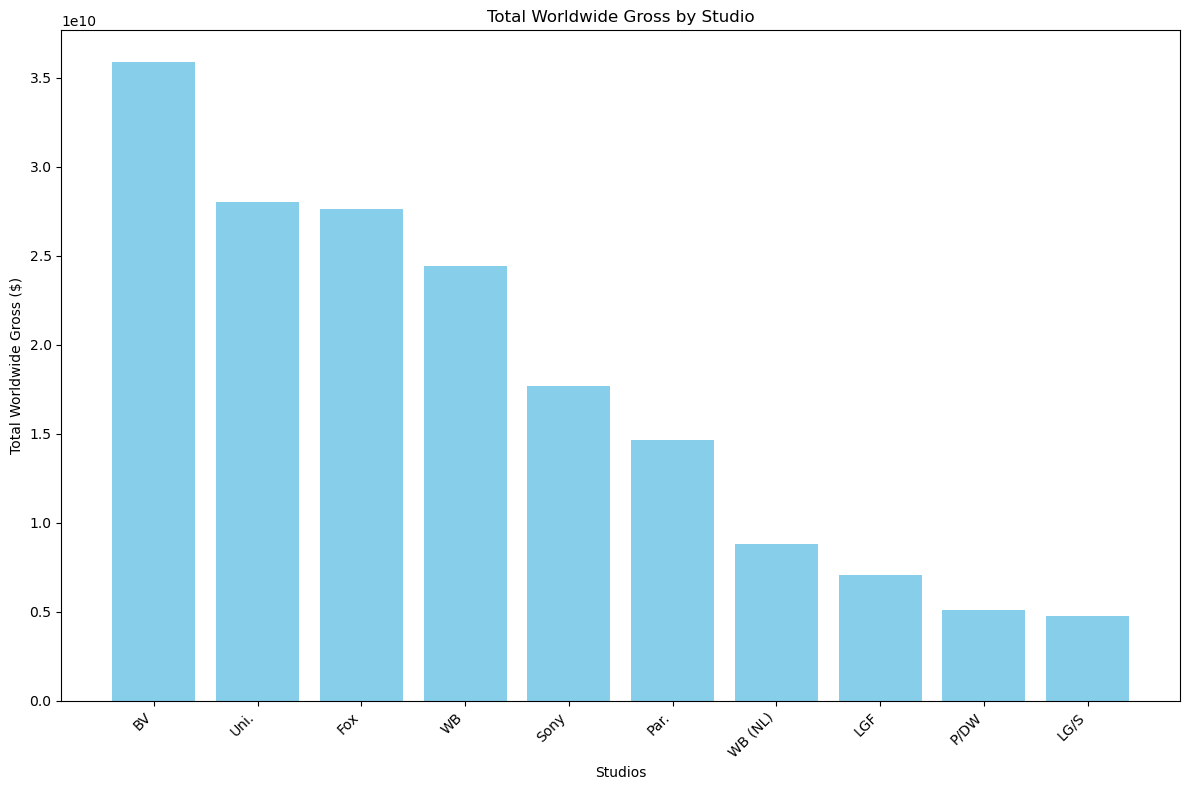 Total Worldwide Gross by Studio
1e10
3.5
3.0
2.5
2.0
1.5
1.0
0.5
0.0
Total Worldwide Gross ($)
BV
Uni.
Fox
WB
Sony
Par.
WB (NL)
LGF
P/DW
LG/S
Studios